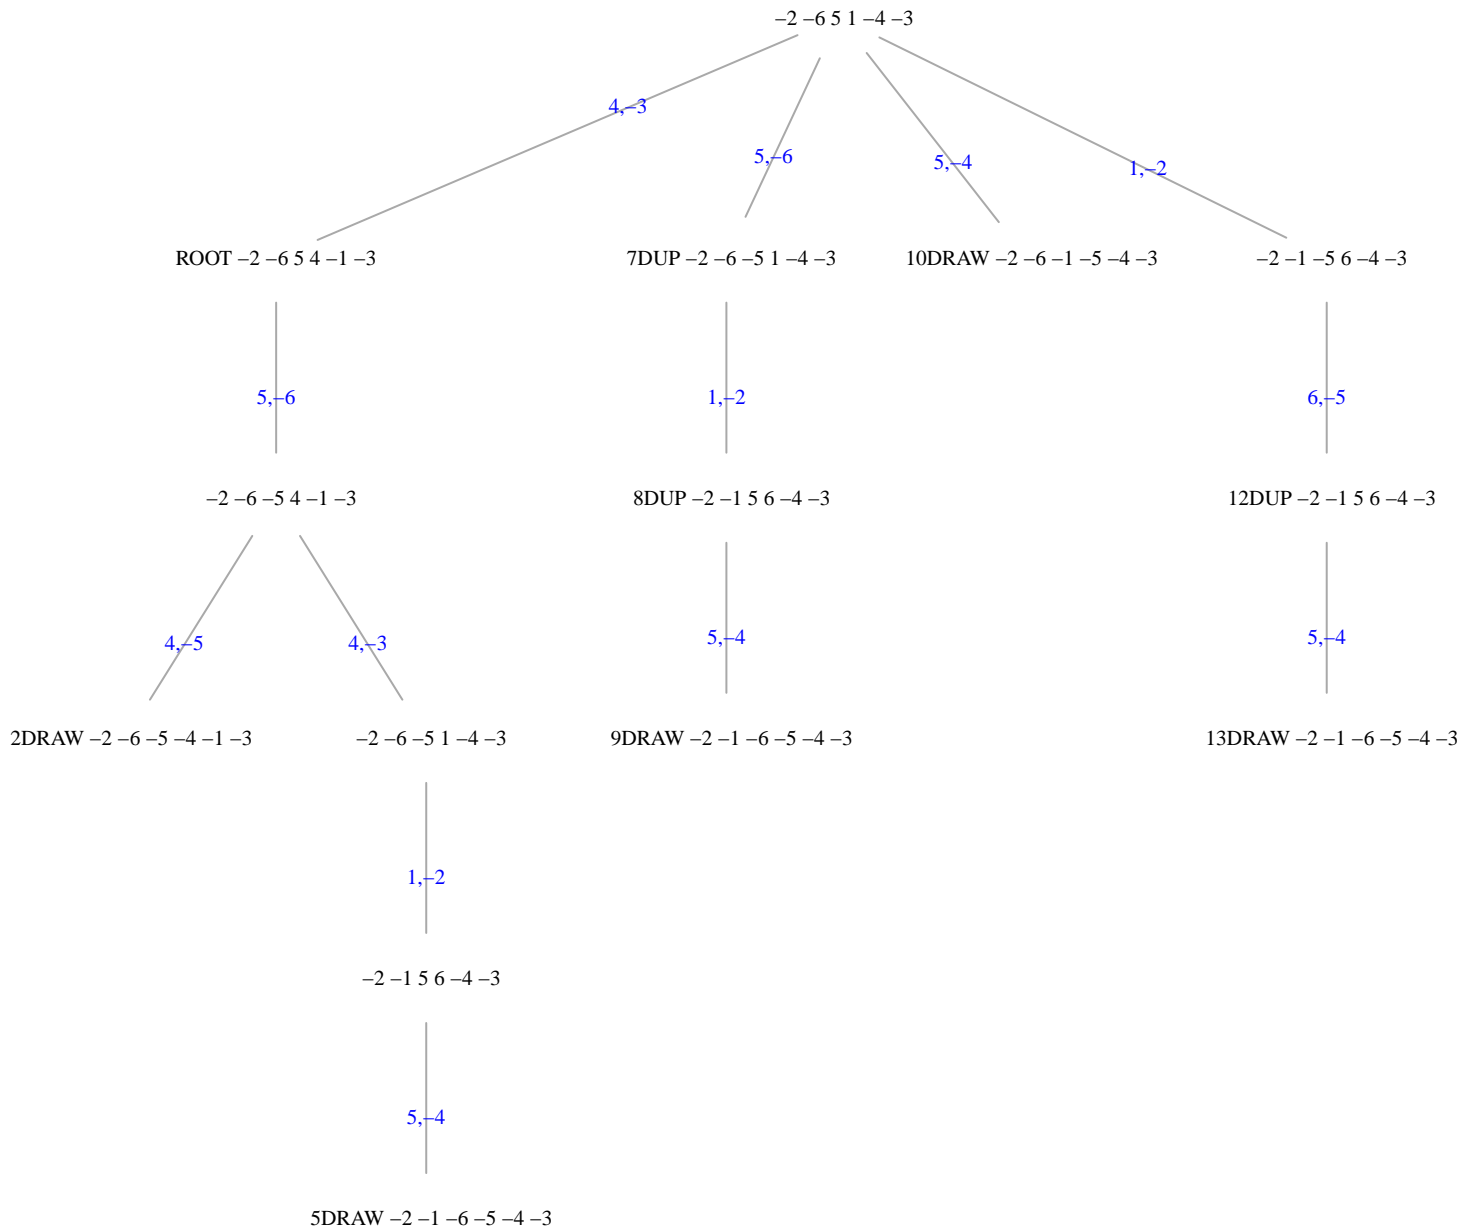 –2 –6 5 1 –4 –3
4,–3
5,–6
5,–4
1,–2
ROOT –2 –6 5 4 –1 –3
7DUP –2 –6 –5 1 –4 –3
10DRAW –2 –6 –1 –5 –4 –3
–2 –1 –5 6 –4 –3
5,–6
1,–2
6,–5
–2 –6 –5 4 –1 –3
8DUP –2 –1 5 6 –4 –3
12DUP –2 –1 5 6 –4 –3
4,–5
4,–3
5,–4
5,–4
2DRAW –2 –6 –5 –4 –1 –3
–2 –6 –5 1 –4 –3
9DRAW –2 –1 –6 –5 –4 –3
13DRAW –2 –1 –6 –5 –4 –3
1,–2
–2 –1 5 6 –4 –3
5,–4
5DRAW –2 –1 –6 –5 –4 –3